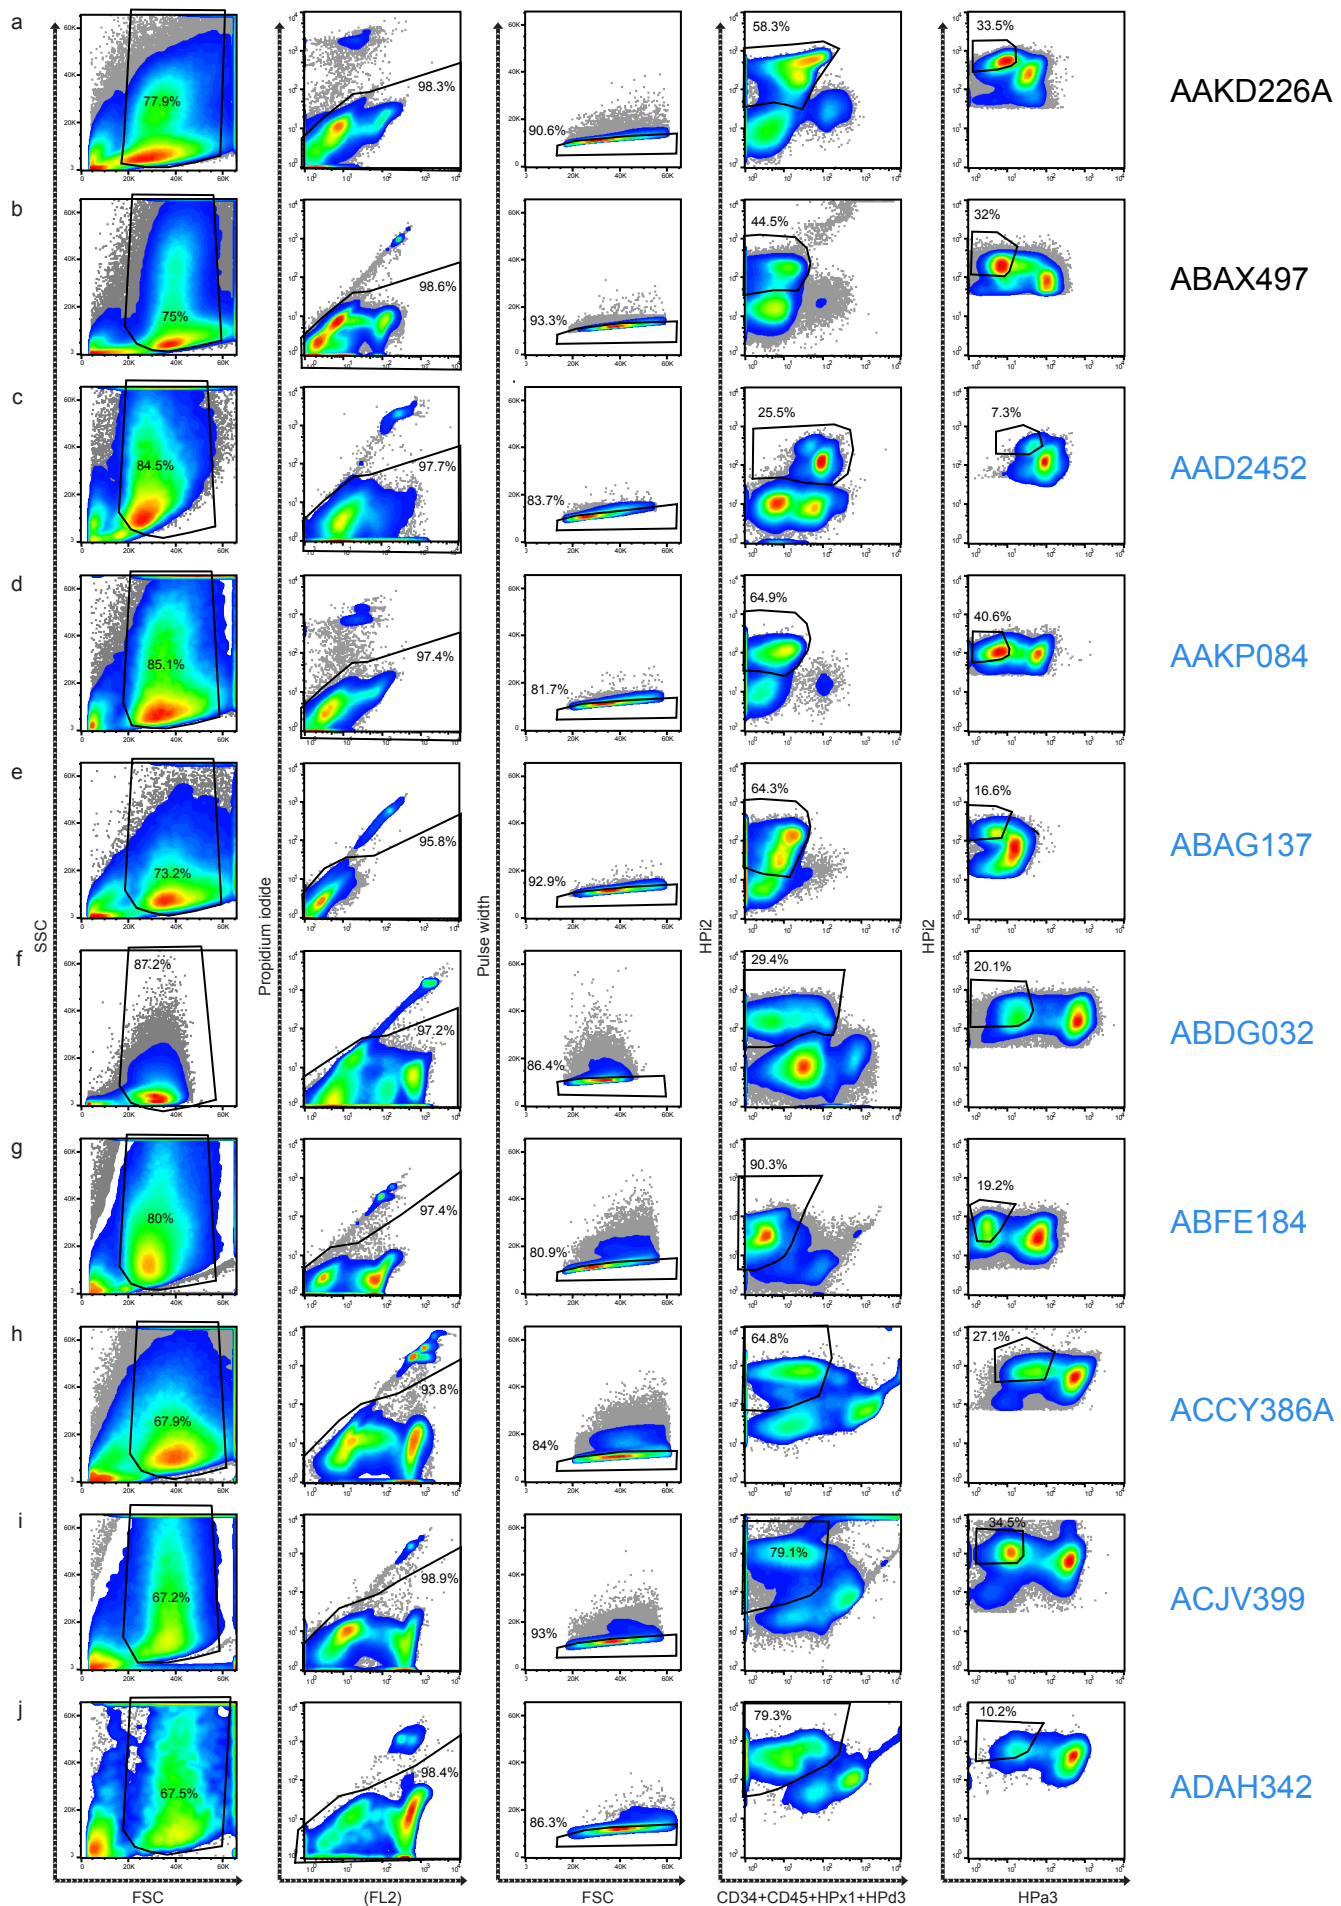 a 77.9% 98.3% 90.6% 58.3% 33.5% AAKD226A
b 75% 98.6% 93.3% 44.5% 32% ABAX497
c 84.5% 97.7% 83.7% 25.5% 7.3% AAD2452
d 85.1% 97.4% 81.7% 64.9% 40.6% AAKP084
e 73.2% 95.8% 92.9% 64.3% 16.6% ABAG137
f 87.2% 97.2% 86.4% 29.4% 20.1% ABDG032
g 80% 97.4% 80.9% 90.3% 19.2% ABFE184
h 67.9% 93.8% 84% 64.8% 27.1% ACCY386A
i 67.2% 98.9% 93% 79.1% 34.5% ACJV399
j 67.5% 98.4% 86.3% 79.3% 10.2% ADAH342
SSC
Propidium iodide
Pulse width
HPi2
HPi2
FSC (FL2) FSC CD34+CD45+HPx1+HPd3 HPa3